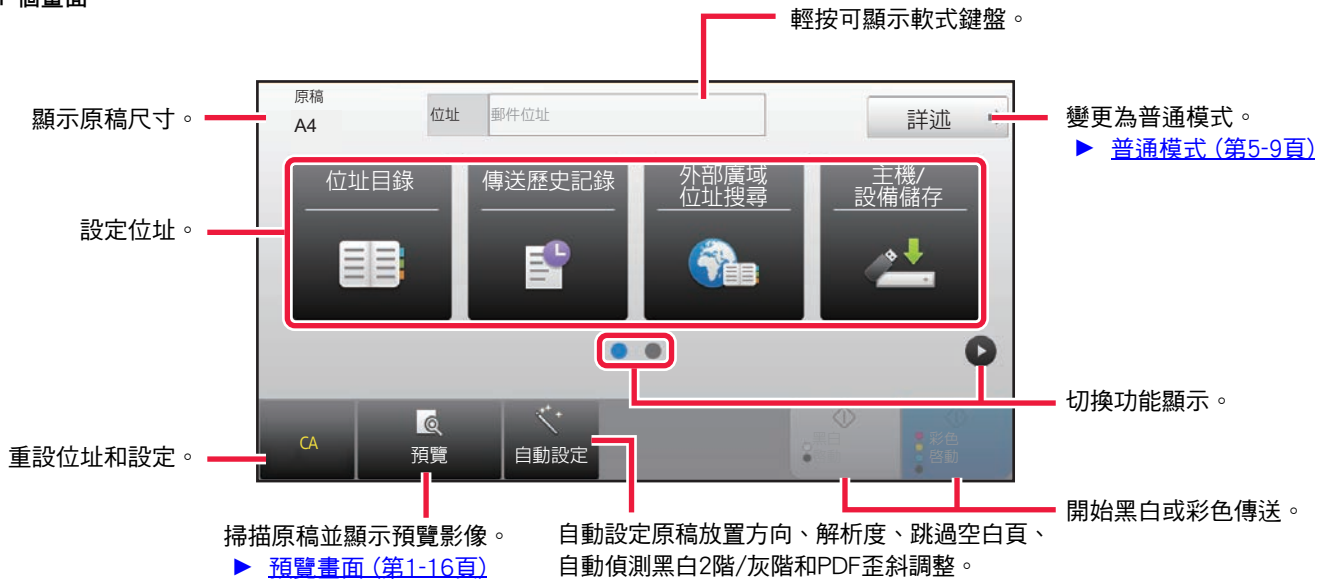 個畫面
輕按可顯示軟式鍵盤。
顯示原稿尺寸。
原稿
A4
位址
郵件位址
詳述
變更為普通模式。
► 普通模式 (第5-9頁)
設定位址。
位址目錄
傳送歷史記錄
外部廣域
位址搜尋
主機/
設備儲存
切換功能顯示。
重設位址和設定。
CA
預覽
自動設定
黑白
彩色
啓動
開始黑白或彩色傳送。
掃描原稿並顯示預覽影像。
► 預覽畫面 (第1-16頁)
自動設定原稿放置方向、解析度、跳過空白頁、
自動偵測黑白2階/灰階和PDF歪斜調整。